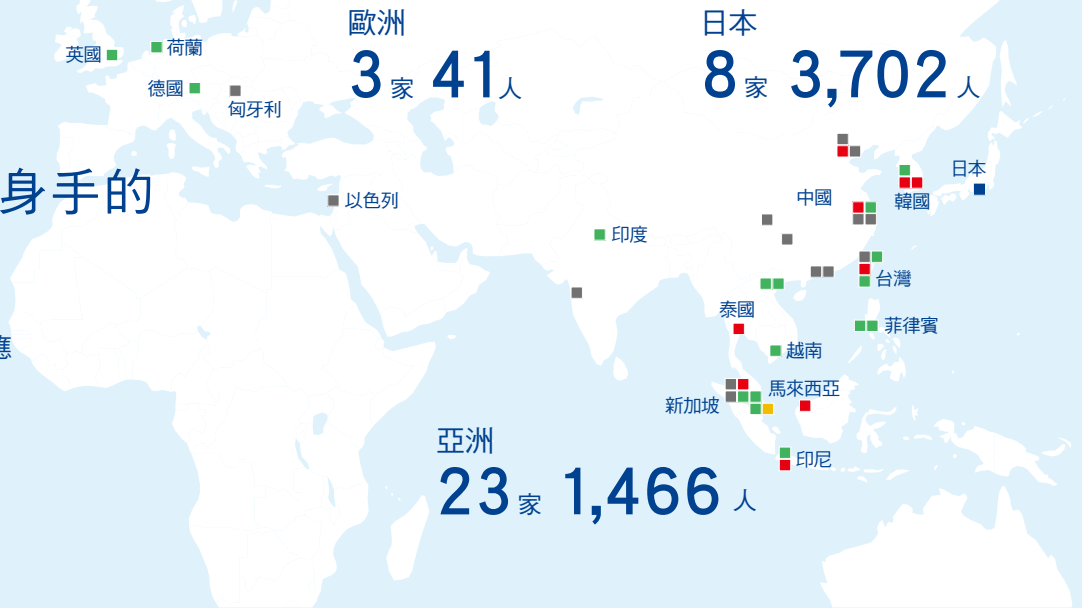 歐洲
3家 41人
日本
8家 3,702人
英國
荷蘭
德國
匈牙利
身手的
以色列
印度
中國
韓國
日本
台灣
泰國
菲律賓
應
越南
馬來西亞
新加坡
印尼
亞洲
23家 1,466人